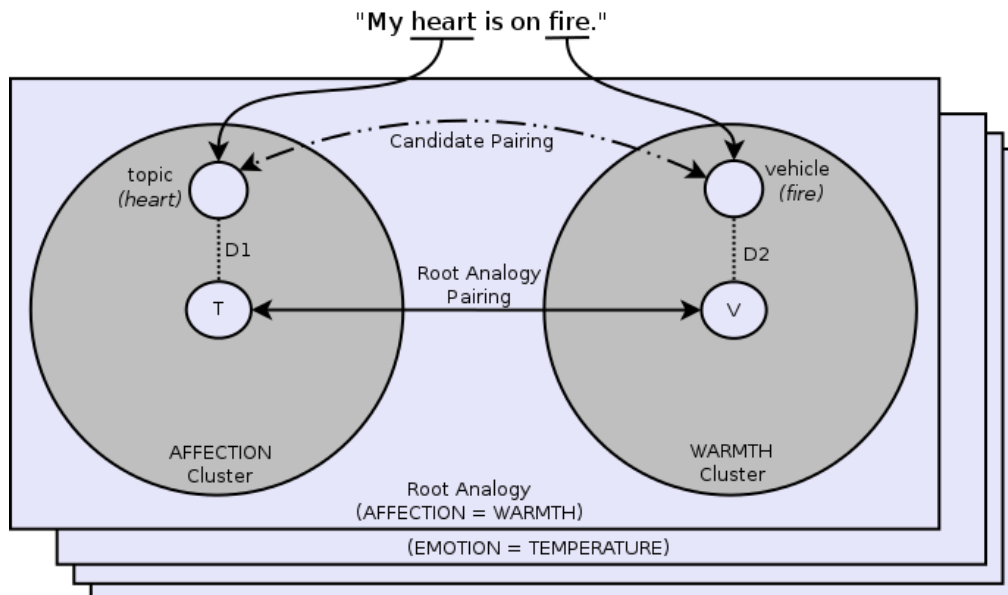 "My heart is on fire."
Candidate Pairing
topic
(heart)
vehicle
(fire)
D1
D2
Root Analogy
Pairing
T
V
AFFECTION
Cluster
WARMTH
Cluster
Root Analogy
(AFFECTION = WARMTH)
(EMOTION = TEMPERATURE)